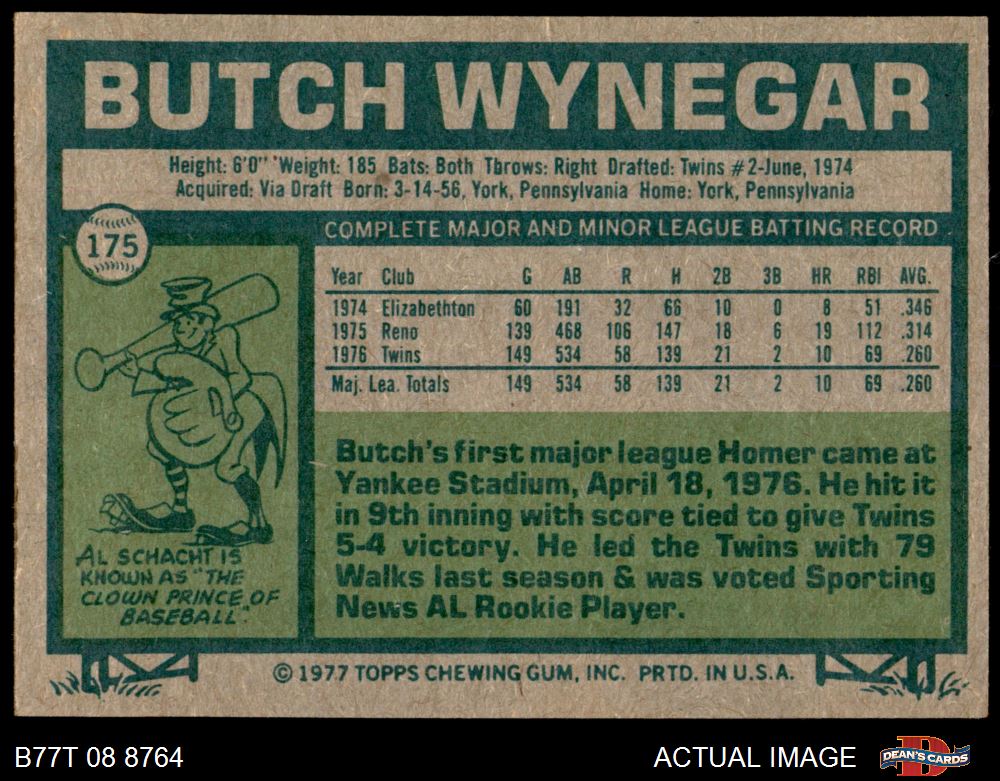 BUTCH WYNEGAR
Height: 6'0" Weight: 185 Bats: Both Throws: Right Drafted: Twins #2-June, 1974
Acquired: Via Draft Born: 3-14-56, York, Pennsylvania Home: York, Pennsylvania
175
COMPLETE MAJOR AND MINOR LEAGUE BATTING RECORD
Year Club G AB R H 2B 3B HR RBI AVG.
1974 Elizabethton 60 191 32 66 10 0 8 51 .346
1975 Reno 139 468 106 147 18 6 19 112 .314
1976 Twins 149 534 58 139 21 2 10 69 .260
Maj. Lea. Totals 149 534 58 139 21 2 10 69 .260
Butch's first major league Homer came at
Yankee Stadium, April 18, 1976. He hit it
in 9th inning with score tied to give Twins
5-4 victory. He led the Twins with 79
Walks last season & was voted Sporting
News AL Rookie Player.
AL SCHACHT IS
KNOWN AS "THE
CLOWN PRINCE OF
BASEBALL".
© 1977 TOPPS CHEWING GUM, INC. PRTD. IN U.S.A.
B77T 08 8764
ACTUAL IMAGE
D
DEAN'S CARDS